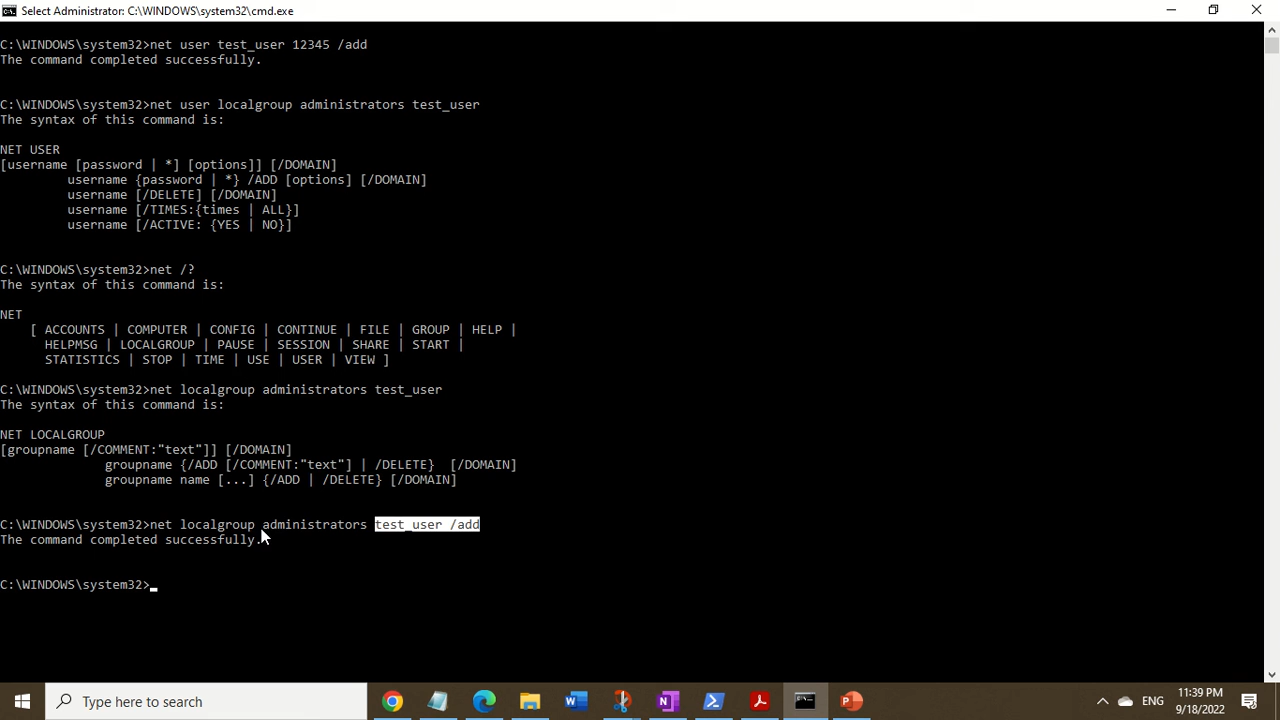 Select Administrator: C:\WINDOWS\system32\cmd.exe
C:\WINDOWS\system32>net user test_user 12345 /add
The command completed successfully.
C:\WINDOWS\system32>net user localgroup administrators test_user
The syntax of this command is:
NET USER
[username [password | *] [options]] [/DOMAIN]
username {password | *} /ADD [options] [/DOMAIN]
username [/DELETE] [/DOMAIN]
username [/TIMES:{times | ALL}]
username [/ACTIVE: {YES | NO}]
C:\WINDOWS\system32>net /?
The syntax of this command is:
NET
[ ACCOUNTS | COMPUTER | CONFIG | CONTINUE | FILE | GROUP | HELP |
HELPMSG | LOCALGROUP | PAUSE | SESSION | SHARE | START |
STATISTICS | STOP | TIME | USE | USER | VIEW ]
C:\WINDOWS\system32>net localgroup administrators test_user
The syntax of this command is:
NET LOCALGROUP
[groupname [/COMMENT:"text"]] [/DOMAIN]
groupname {/ADD [/COMMENT:"text"] | /DELETE}  [/DOMAIN]
groupname name [...] {/ADD | /DELETE} [/DOMAIN]
C:\WINDOWS\system32>net localgroup administrators test_user /add
The command completed successfully.
C:\WINDOWS\system32>
Type here to search
ENG
11:39 PM
9/18/2022